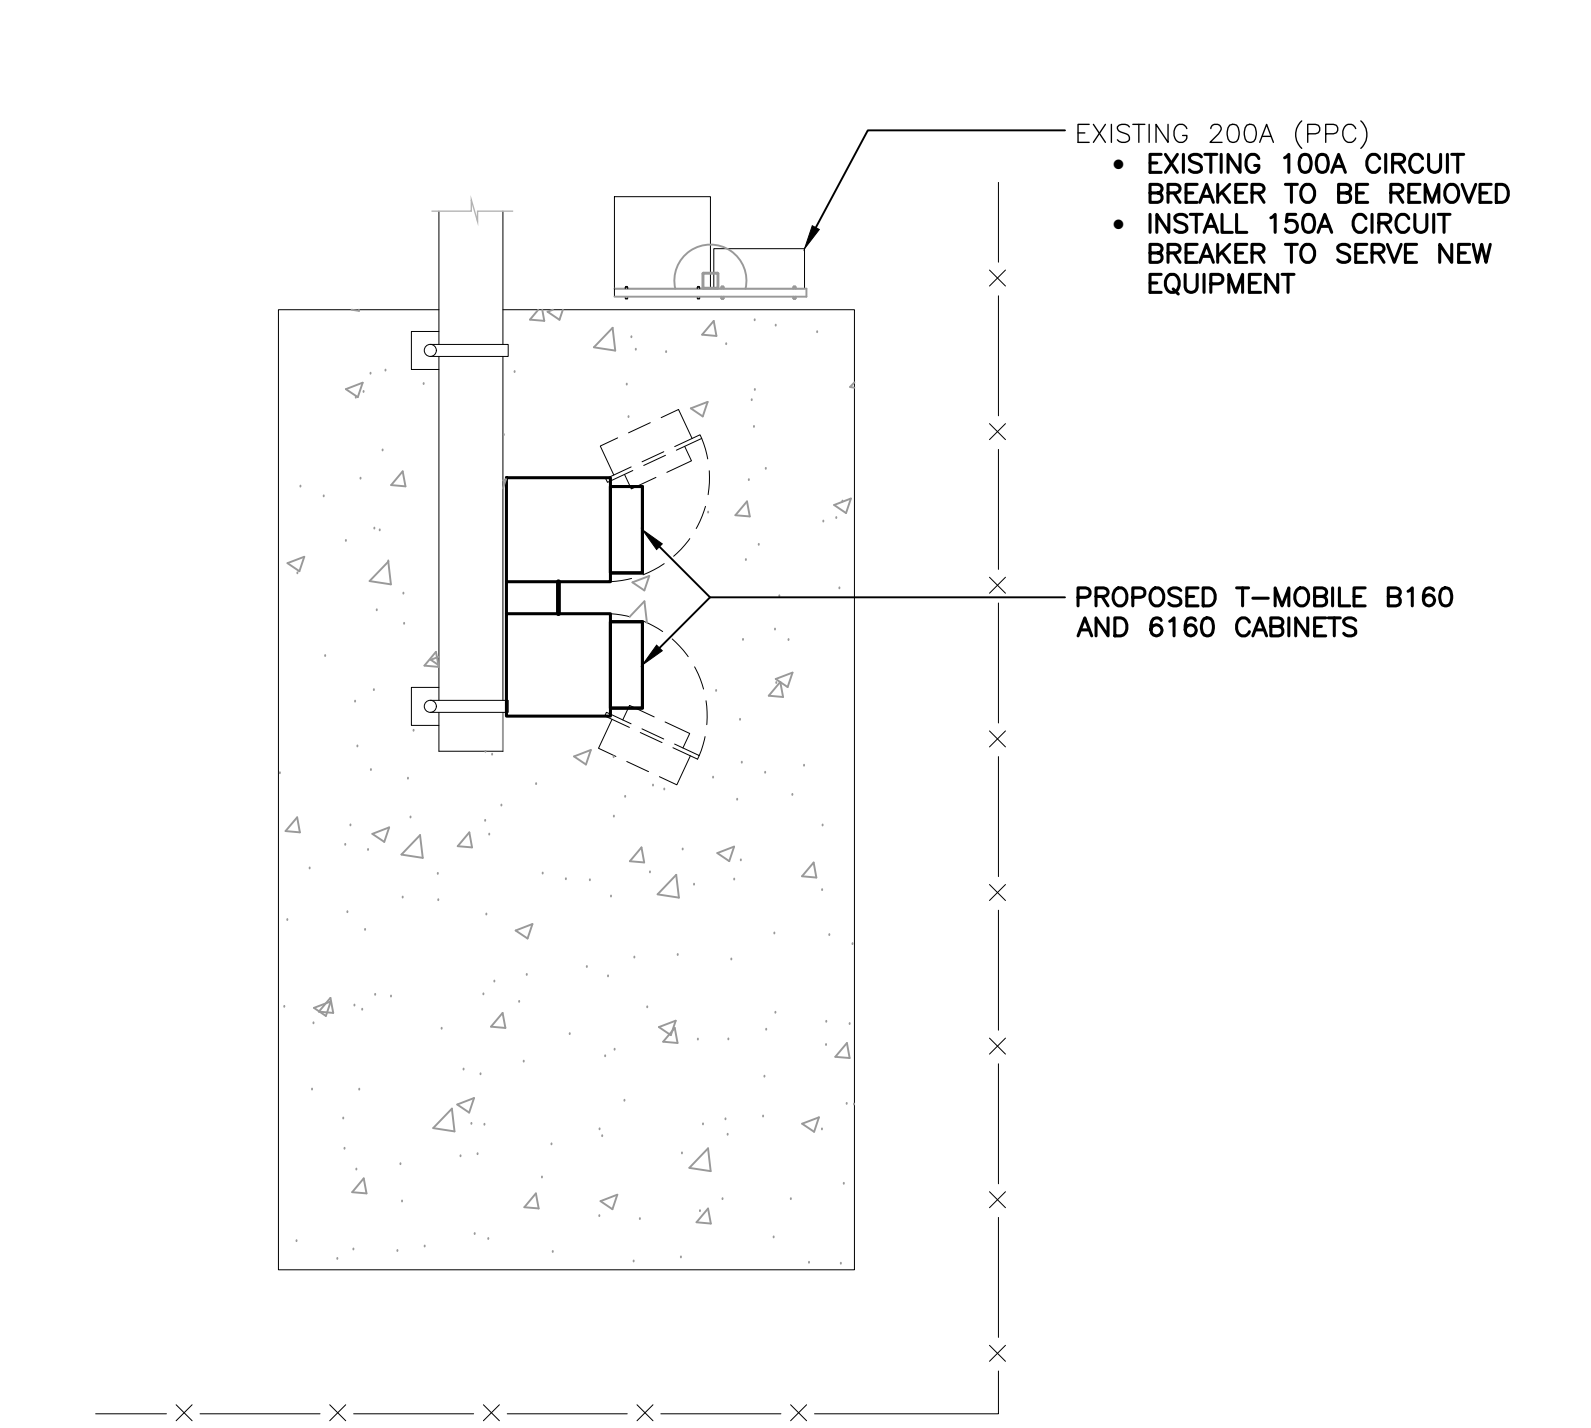 EXISTING 200A (PPC)
• EXISTING 100A CIRCUIT
BREAKER TO BE REMOVED
• INSTALL 150A CIRCUIT
BREAKER TO SERVE NEW
EQUIPMENT
PROPOSED T-MOBILE B160
AND 6160 CABINETS